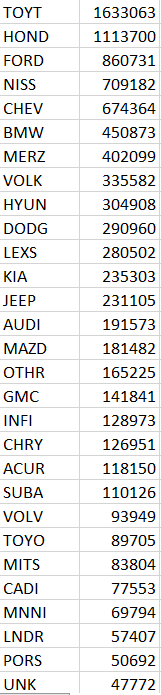 TOYT 1633063
HOND 1113700
FORD 860731
NISS 709182
CHEV 674364
BMW 450873
MERZ 402099
VOLK 335582
HYUN 304908
DODG 290960
LEXS 280502
KIA 235303
JEEP 231105
AUDI 191573
MAZD 181482
OTHR 165225
GMC 141841
INFI 128973
CHRY 126951
ACUR 118150
SUBA 110126
VOLV 93949
TOYO 89705
MITS 83804
CADI 77553
MNNI 69794
LNDR 57407
PORS 50692
UNK 47772